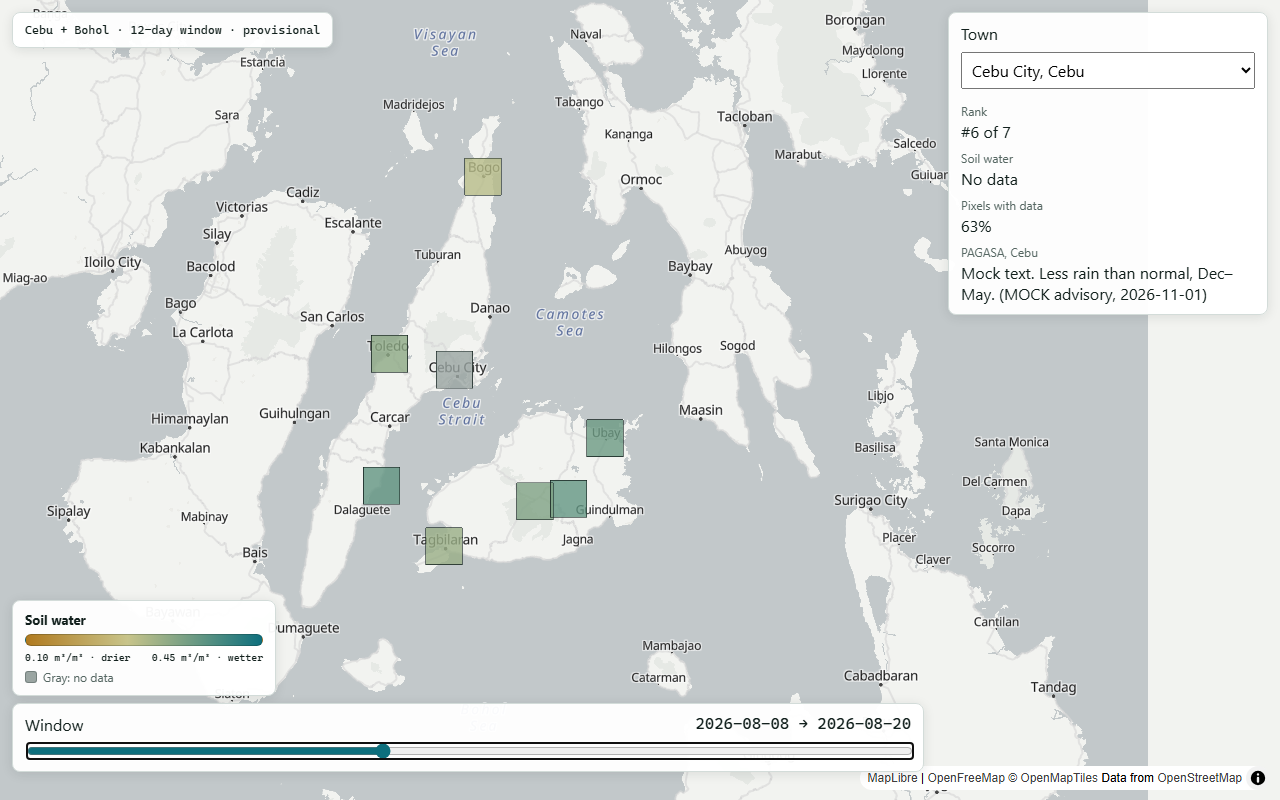 Cebu + Bohol · 12-day window · provisional
Visayan
Sea
Naval
Borongan
Maydolong
Llorente
Estancia
Madridejos
Tabango
Sara
Tacloban
Kananga
Salcedo
Marabut
Guiuan
Bogo
Ormoc
Cadiz
Victorias
Escalante
Silay
Tuburan
Abuyog
Iloilo City
Bacolod
Baybay
Miag-ao
Bago
Danao
San Carlos
Camotes
Sea
La Carlota
Toledo
Hilongos
Sogod
Cebu City
Libjo
Cebu
Strait
Himamaylan
Guihulngan
Carcar
Maasin
Ubay
Santa Monica
Kabankalan
Basilisa
Del Carmen
Surigao City
Sipalay
Mabinay
Dalaguete
Guindulman
Dapa
Tagbilaran
Jagna
Placer
Socorro
Bais
Claver
Bayawan
Dumaguete
Cantilan
Mambajao
Catarman
Cabadbaran
Tandag
Siaton
Town
Cebu City, Cebu
Rank
#6 of 7
Soil water
No data
Pixels with data
63%
PAGASA, Cebu
Mock text. Less rain than normal, Dec–
May. (MOCK advisory, 2026-11-01)
Soil water
0.10 m³/m³ · drier 0.45 m³/m³ · wetter
Gray: no data
Window 2026-08-08 → 2026-08-20
MapLibre | OpenFreeMap © OpenMapTiles Data from OpenStreetMap